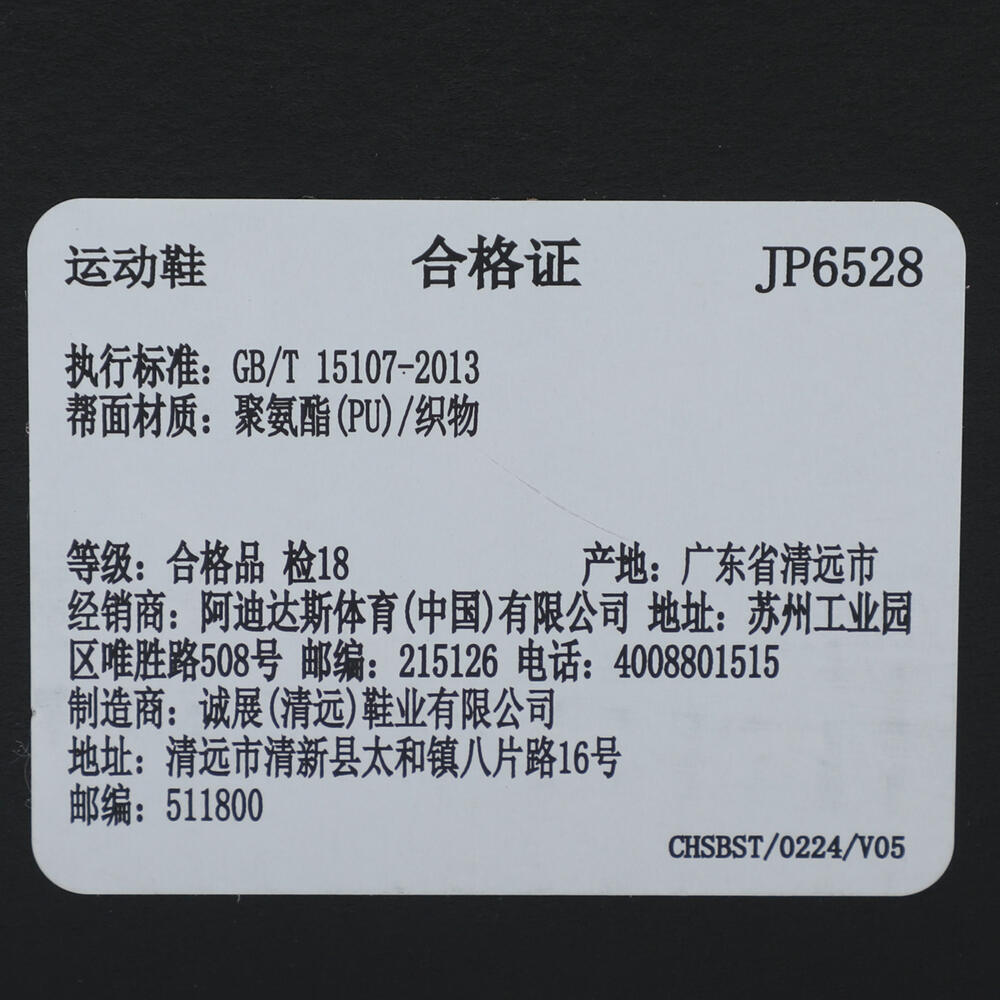 运动鞋 合格证 JP6528
执行标准：GB/T 15107-2013
帮面材质：聚氨酯(PU)/织物
等级：合格品 检18 产地：广东省清远市
经销商：阿迪达斯体育(中国)有限公司 地址：苏州工业园
区唯胜路508号 邮编：215126 电话：4008801515
制造商：诚展(清远)鞋业有限公司
地址：清远市清新县太和镇八片路16号
邮编：511800
CHSBST/0224/V05